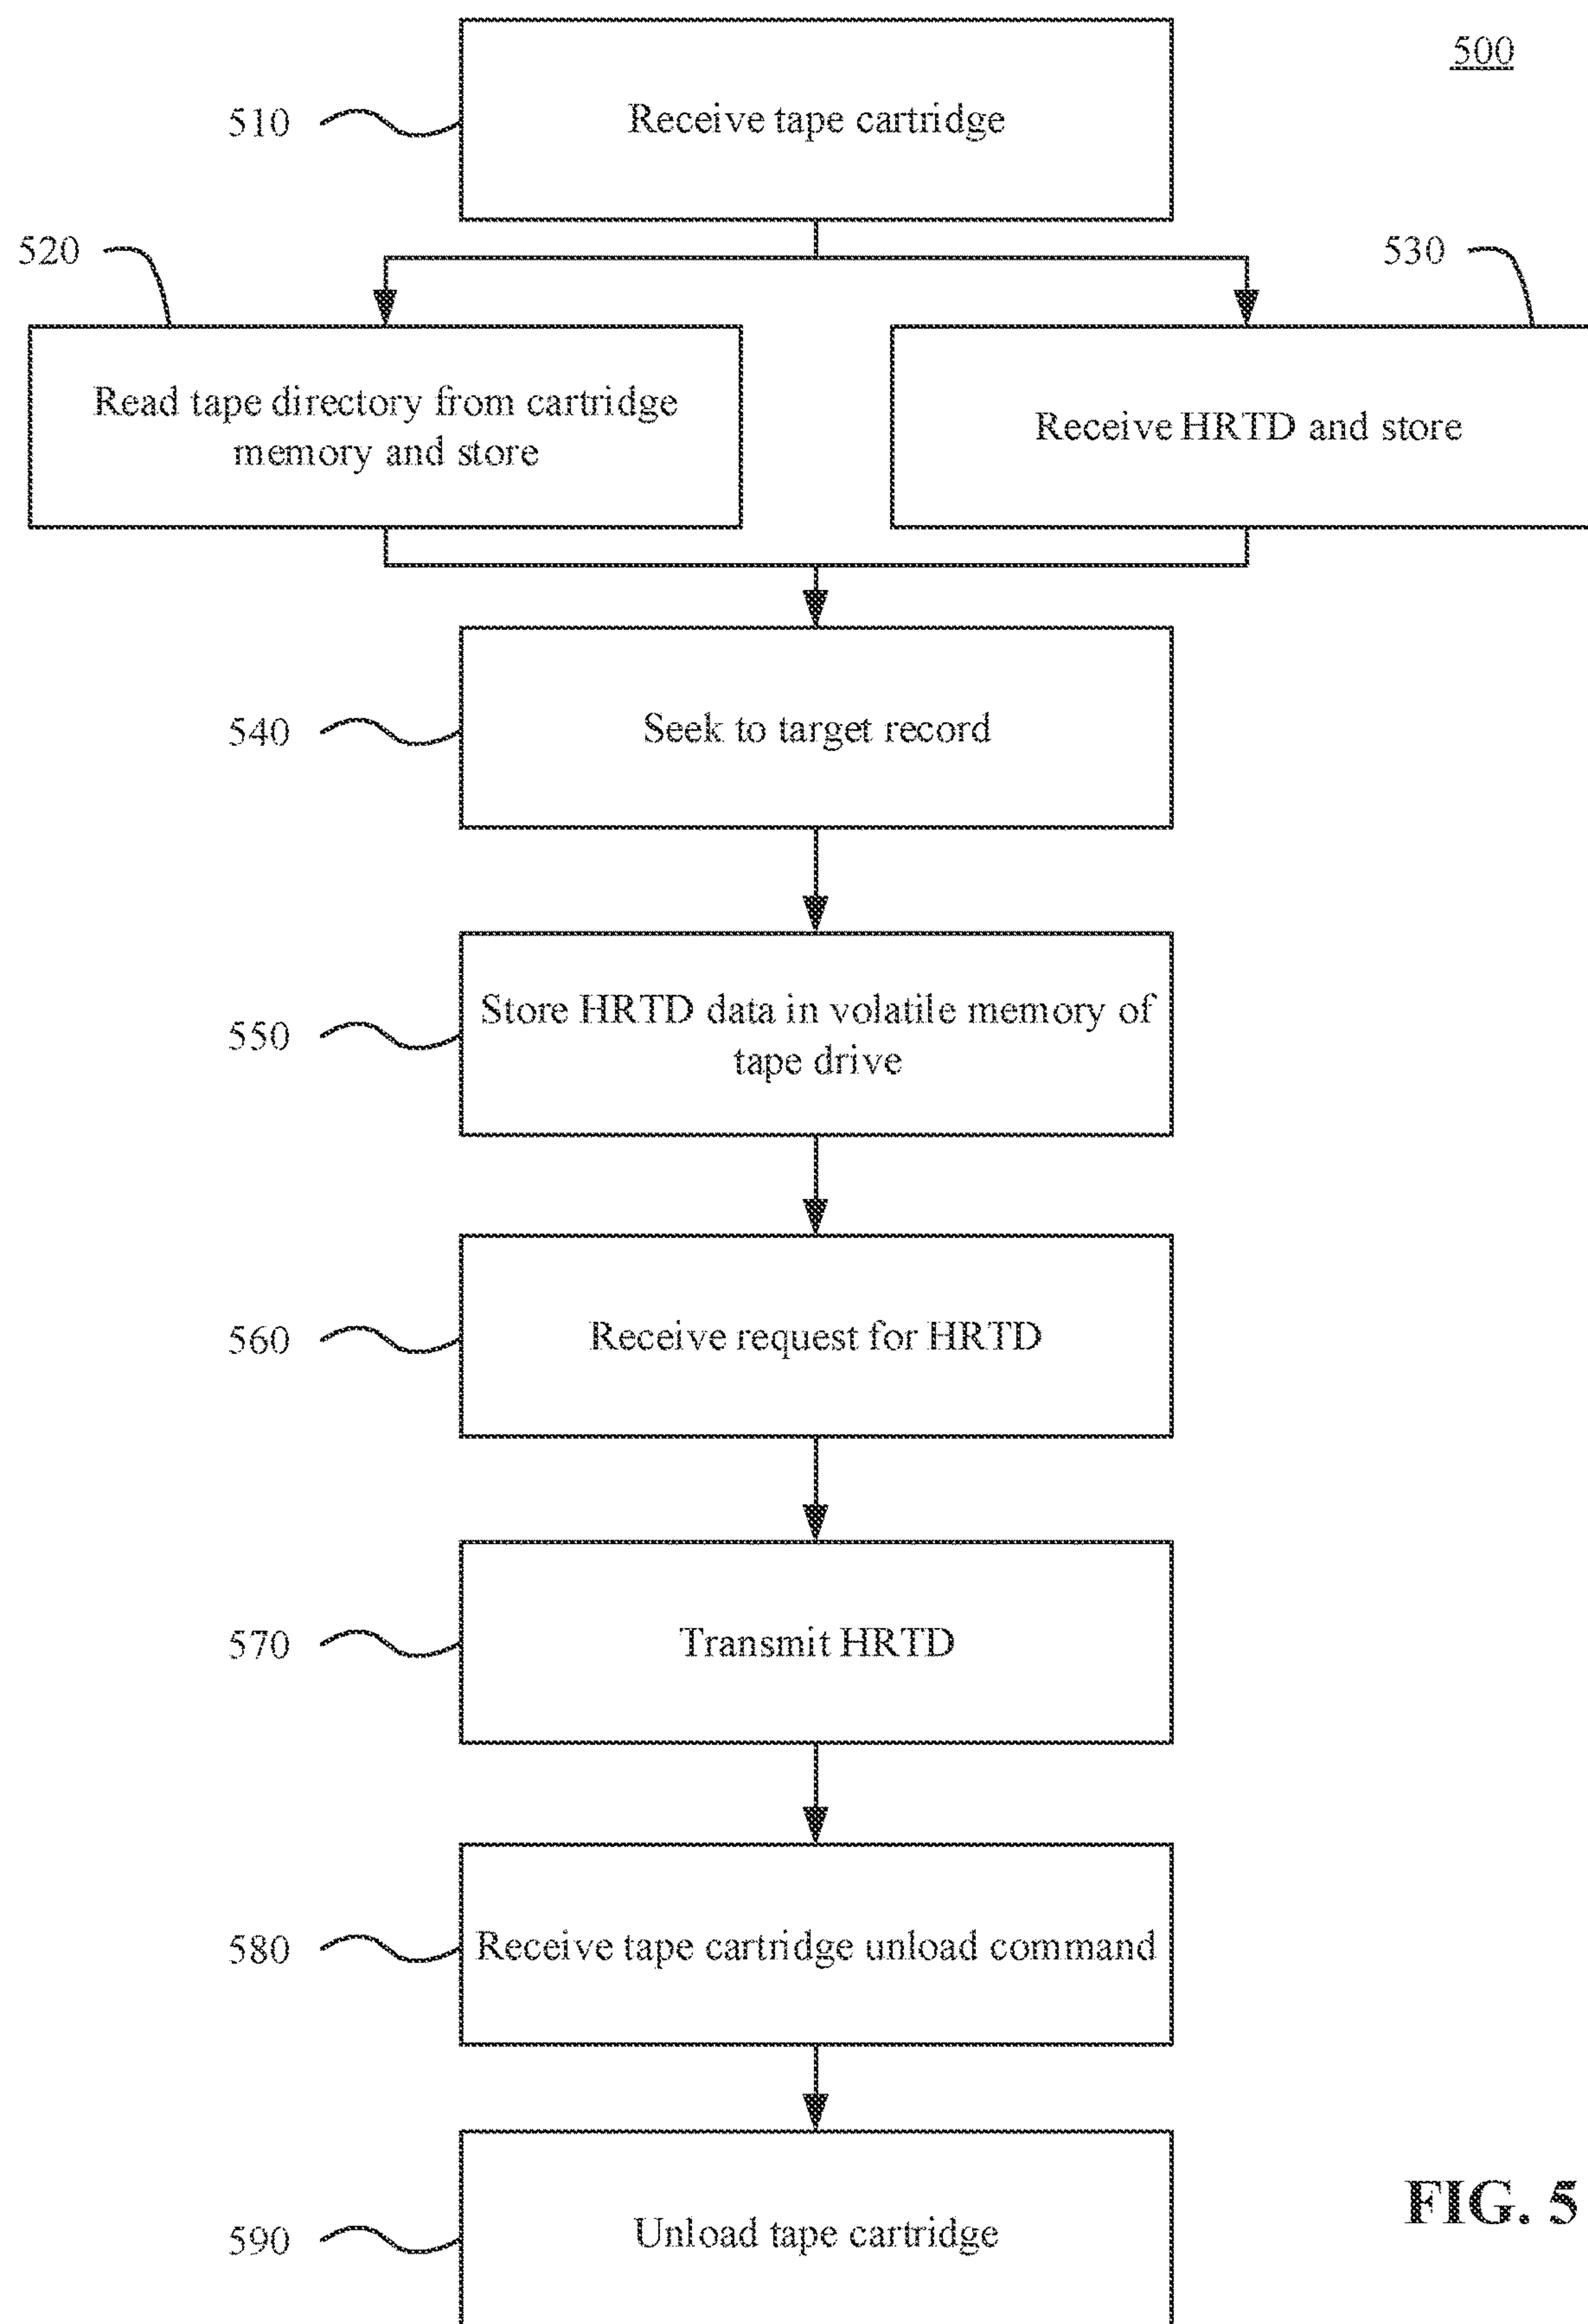 500
510
Receive tape cartridge
520
530
Read tape directory from cartridge
memory and store
Receive HRTD and store
540
Seek to target record
550
Store HRTD data in volatile memory of
tape drive
560
Receive request for HRTD
570
Transmit HRTD
580
Receive tape cartridge unload command
590
Unload tape cartridge
FIG. 5